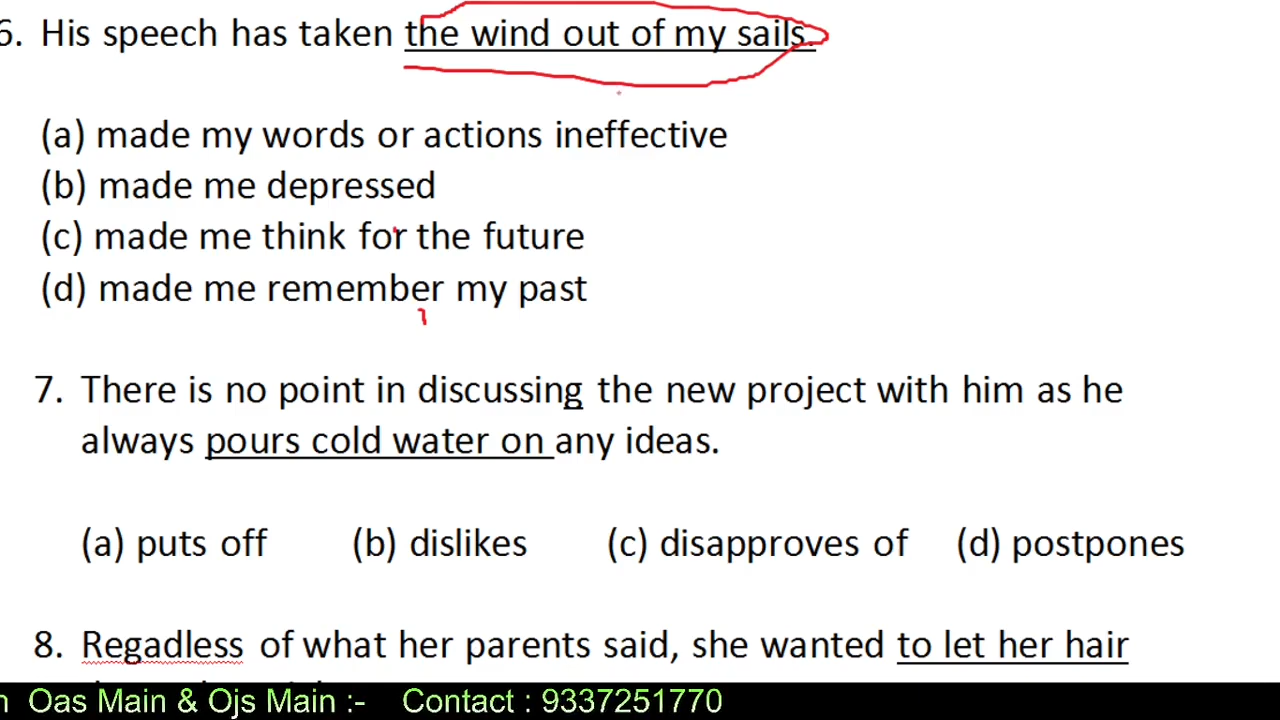 6. His speech has taken the wind out of my sails.
(a) made my words or actions ineffective
(b) made me depressed
(c) made me think for the future
(d) made me remember my past
7. There is no point in discussing the new project with him as he
always pours cold water on any ideas.
(a) puts off (b) dislikes (c) disapproves of (d) postpones
8. Regadless of what her parents said, she wanted to let her hair
Oas Main & Ojs Main :- Contact : 9337251770